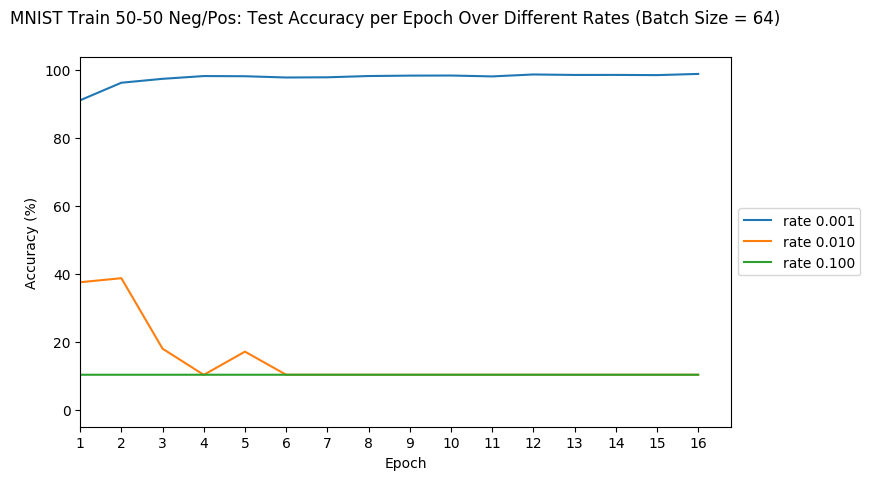 MNIST Train 50-50 Neg/Pos: Test Accuracy per Epoch Over Different Rates (Batch Size = 64)
Accuracy (%)
100
80
60
40
20
0
1 2 3 4 5 6 7 8 9 10 11 12 13 14 15 16
Epoch
rate 0.001
rate 0.010
rate 0.100